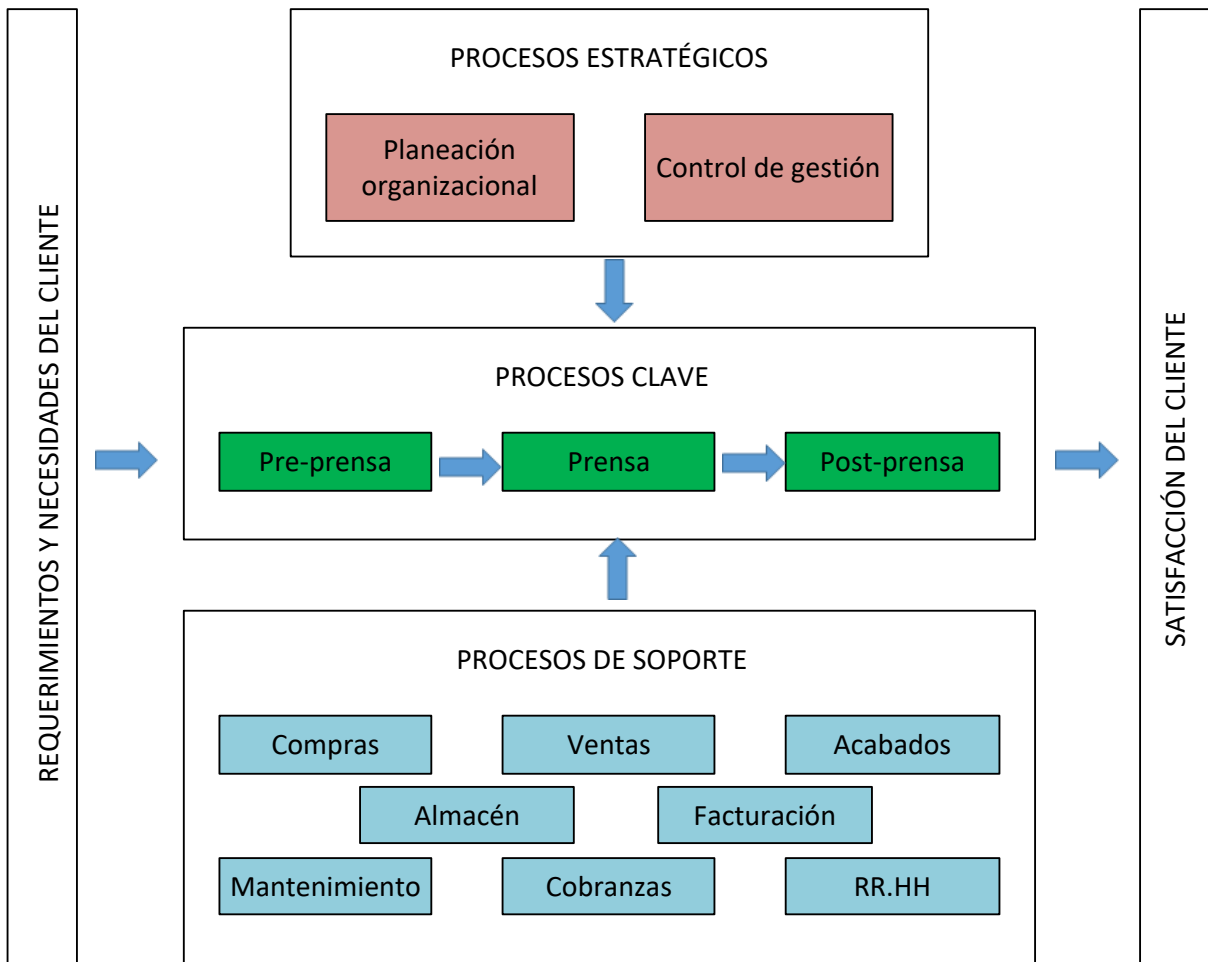 REQUERIMIENTOS Y NECESIDADES DEL CLIENTE
PROCESOS ESTRATÉGICOS
Planeación
organizacional
Control de gestión
PROCESOS CLAVE
Pre-prensa
Prensa
Post-prensa
PROCESOS DE SOPORTE
Compras
Ventas
Acabados
Almacén
Facturación
Mantenimiento
Cobranzas
RR.HH
SATISFACCIÓN DEL CLIENTE